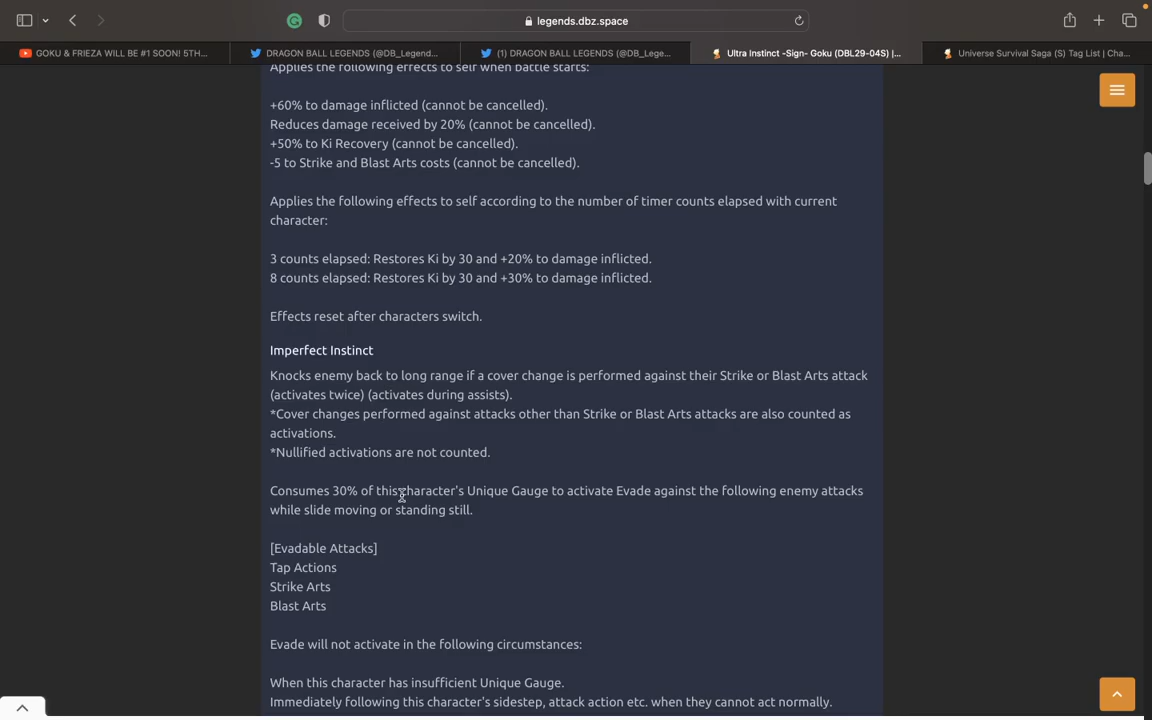 legends.dbz.space
GOKU & FRIEZA WILL BE #1 SOON! 5TH...
DRAGON BALL LEGENDS (@DB_Legend...
(1) DRAGON BALL LEGENDS (@DB_Lege...
Ultra Instinct -Sign- Goku (DBL29-04S) |...
Universe Survival Saga (S) Tag List | Cha...
Applies the following effects to self when battle starts:
+60% to damage inflicted (cannot be cancelled).
Reduces damage received by 20% (cannot be cancelled).
+50% to Ki Recovery (cannot be cancelled).
-5 to Strike and Blast Arts costs (cannot be cancelled).
Applies the following effects to self according to the number of timer counts elapsed with current
character:
3 counts elapsed: Restores Ki by 30 and +20% to damage inflicted.
8 counts elapsed: Restores Ki by 30 and +30% to damage inflicted.
Effects reset after characters switch.
Imperfect Instinct
Knocks enemy back to long range if a cover change is performed against their Strike or Blast Arts attack
(activates twice) (activates during assists).
*Cover changes performed against attacks other than Strike or Blast Arts attacks are also counted as
activations.
*Nullified activations are not counted.
Consumes 30% of this character's Unique Gauge to activate Evade against the following enemy attacks
while slide moving or standing still.
[Evadable Attacks]
Tap Actions
Strike Arts
Blast Arts
Evade will not activate in the following circumstances:
When this character has insufficient Unique Gauge.
Immediately following this character's sidestep, attack action etc. when they cannot act normally.